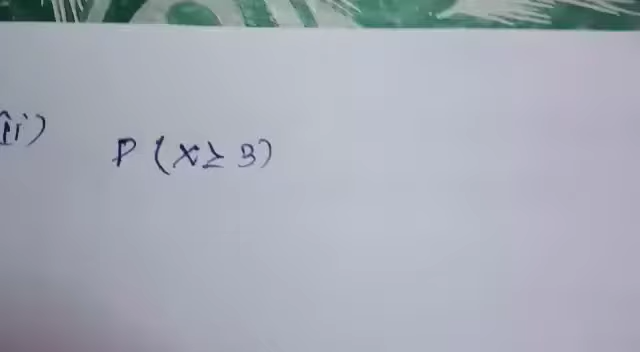 ii) P(X ≥ 3)